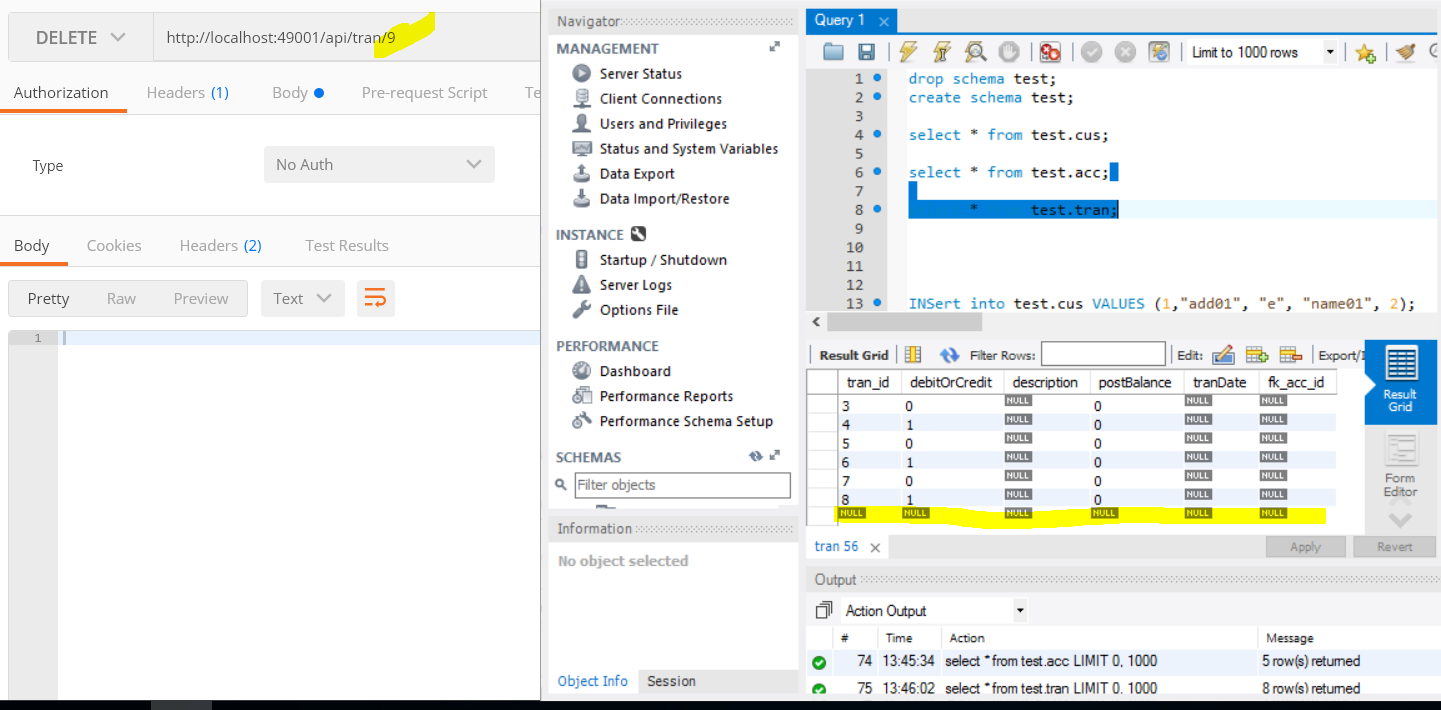 DELETE
http://localhost:49001/api/tran/9
Authorization
Headers (1)
Body
Pre-request Script
Te
Type
No Auth
Body
Cookies
Headers (2)
Test Results
Pretty
Raw
Preview
Text
1
Navigator
MANAGEMENT
Server Status
Client Connections
Users and Privileges
Status and System Variables
Data Export
Data Import/Restore
INSTANCE
Startup / Shutdown
Server Logs
Options File
PERFORMANCE
Dashboard
Performance Reports
Performance Schema Setup
SCHEMAS
Filter objects
Information
No object selected
Object Info
Session
Query 1
Limit to 1000 rows
1 drop schema test;
2 create schema test;
3
4 select * from test.cus;
5
6 select * from test.acc;
7
8 * test.tran;
9
10
11
12
13 INSert into test.cus VALUES (1,"add01", "e", "name01", 2);
Result Grid
Filter Rows:
Edit:
Export/I
tran_id debitOrCredit description postBalance tranDate fk_acc_id
3 0 NULL 0 NULL NULL
4 1 NULL 0 NULL NULL
5 0 NULL 0 NULL NULL
6 1 NULL 0 NULL NULL
7 0 NULL 0 NULL NULL
8 1 NULL 0 NULL NULL
NULL NULL NULL NULL NULL NULL
Result
Grid
Form
Editor
tran 56
Apply
Revert
Output
Action Output
# Time Action Message
74 13:45:34 select * from test.acc LIMIT 0, 1000 5 row(s) returned
75 13:46:02 select * from test.tran LIMIT 0, 1000 8 row(s) returned